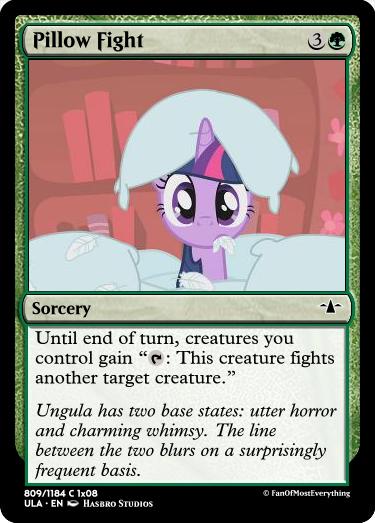 Pillow Fight 3
Sorcery
Until end of turn, creatures you
control gain “: This creature fights
another target creature.”
Ungula has two base states: utter horror
and charming whimsy. The line
between the two blurs on a surprisingly
frequent basis.
809/1184 C 1x08
ULA • EN Hasbro Studios
© FanOfMostEverything